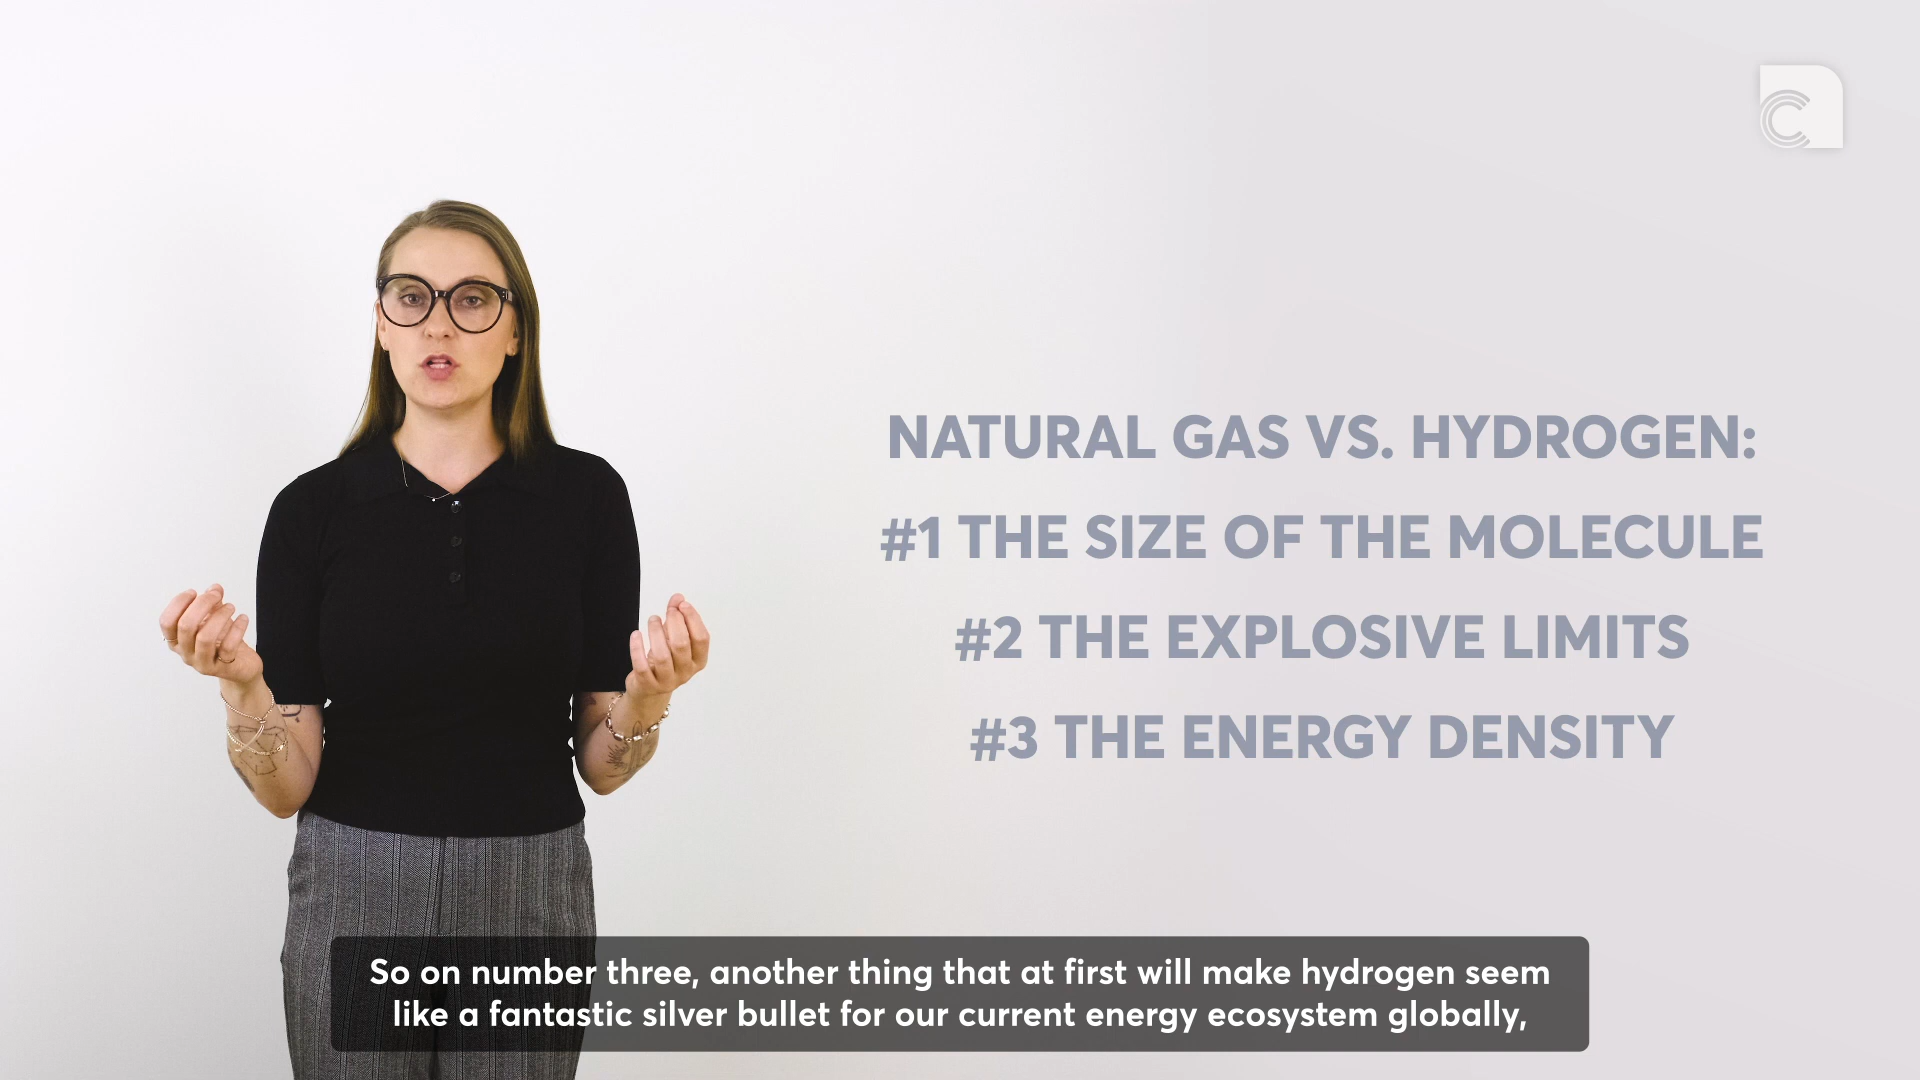 NATURAL GAS VS. HYDROGEN:
#1 THE SIZE OF THE MOLECULE
#2 THE EXPLOSIVE LIMITS
#3 THE ENERGY DENSITY
So on number three, another thing that at first will make hydrogen seem
like a fantastic silver bullet for our current energy ecosystem globally,